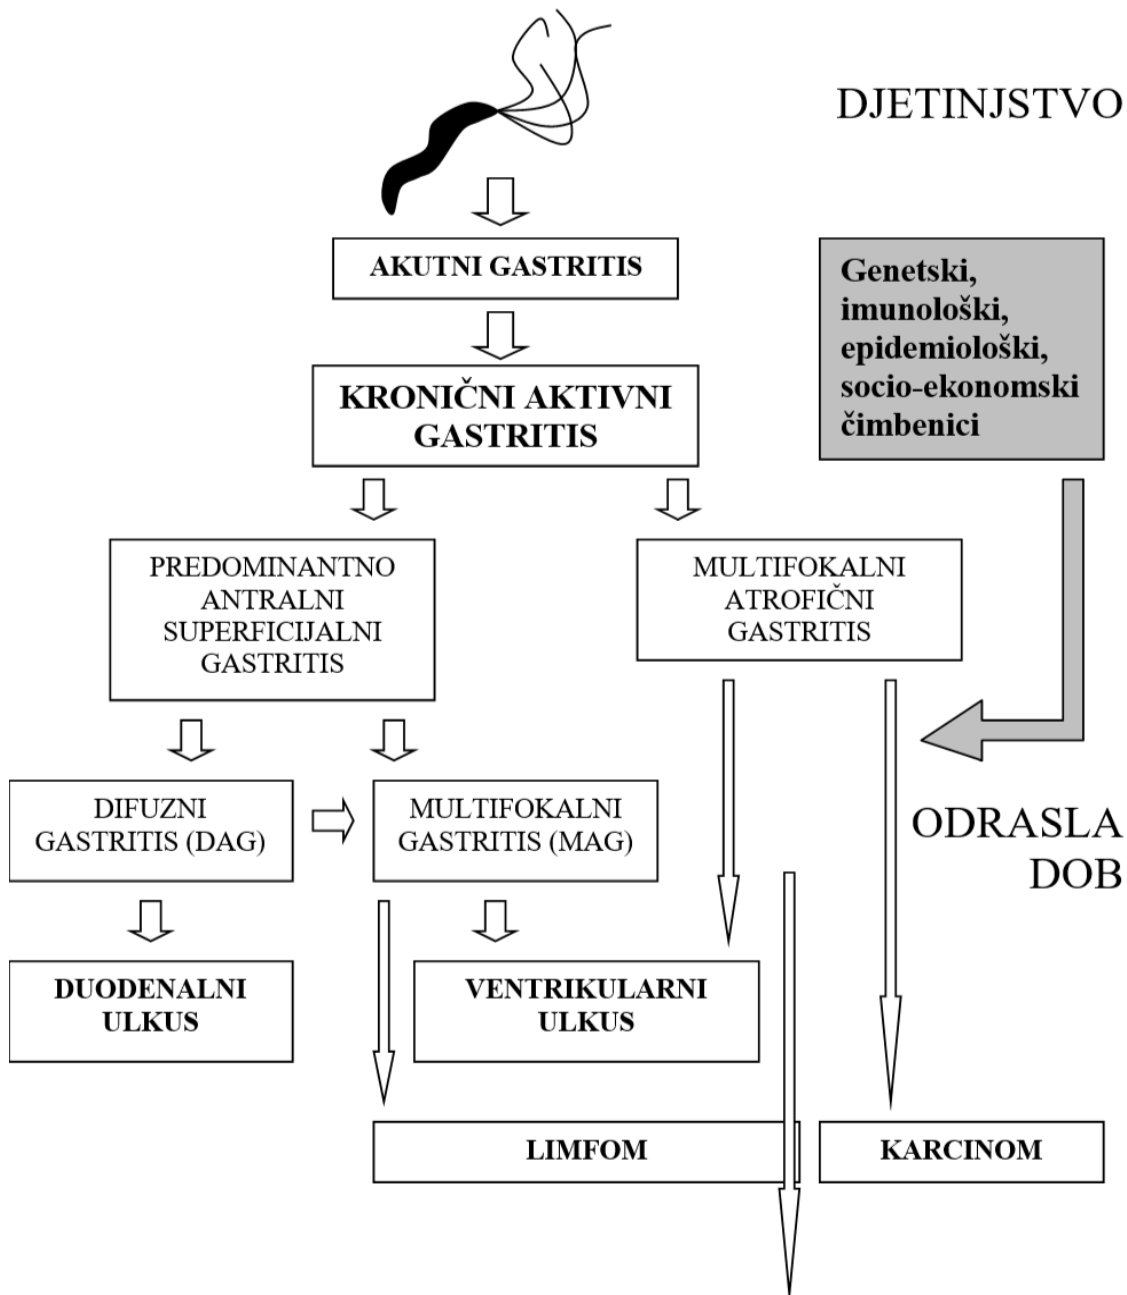 DJETINJSTVO
AKUTNI GASTRITIS
Genetski,
imunološki,
epidemiološki,
socio-ekonomski
čimbenici
KRONIČNI AKTIVNI
GASTRITIS
PREDOMINANTNO
ANTRALNI
SUPERFICIJALNI
GASTRITIS
MULTIFOKALNI
ATROFIČNI
GASTRITIS
DIFUZNI
GASTRITIS (DAG)
MULTIFOKALNI
GASTRITIS (MAG)
ODRASLA
DOB
DUODENALNI
ULKUS
VENTRIKULARNI
ULKUS
LIMFOM
KARCINOM